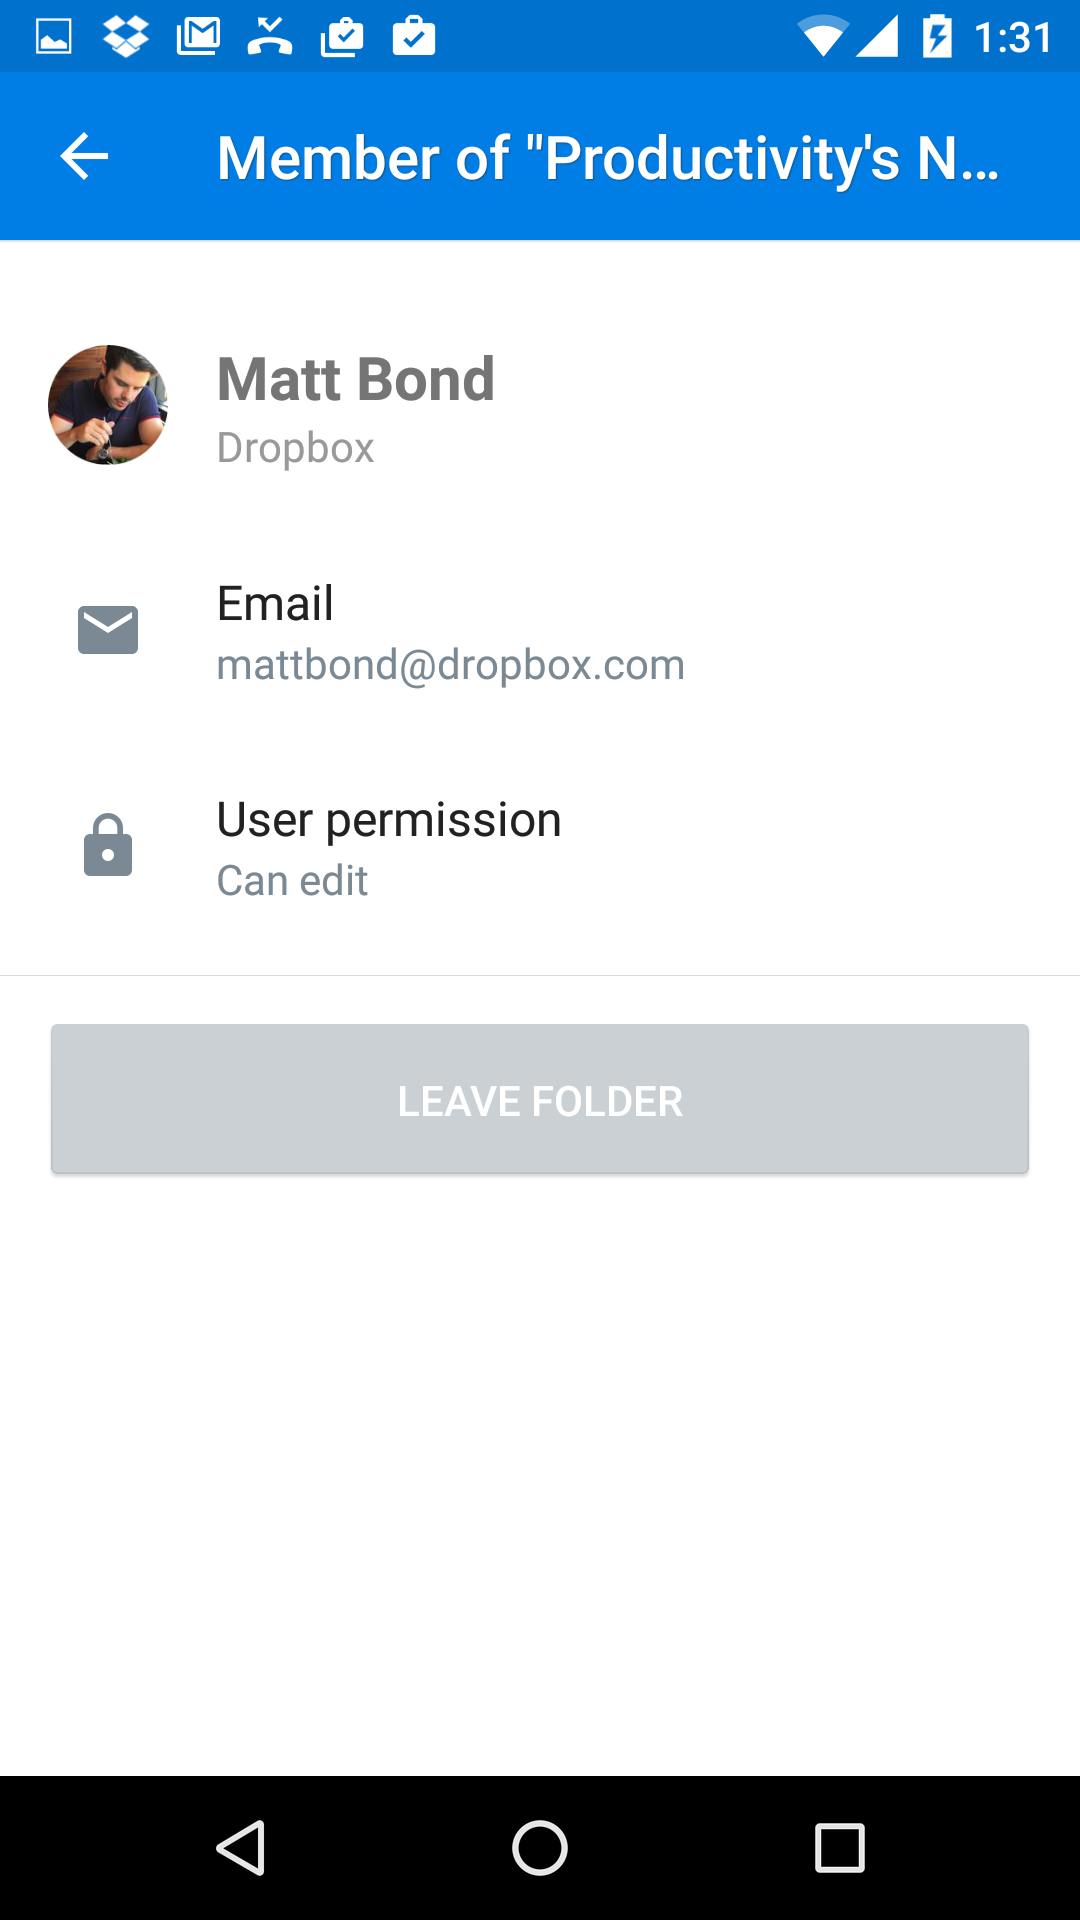 1:31
Member of "Productivity's N...
Matt Bond
Dropbox
Email
mattbond@dropbox.com
User permission
Can edit
LEAVE FOLDER